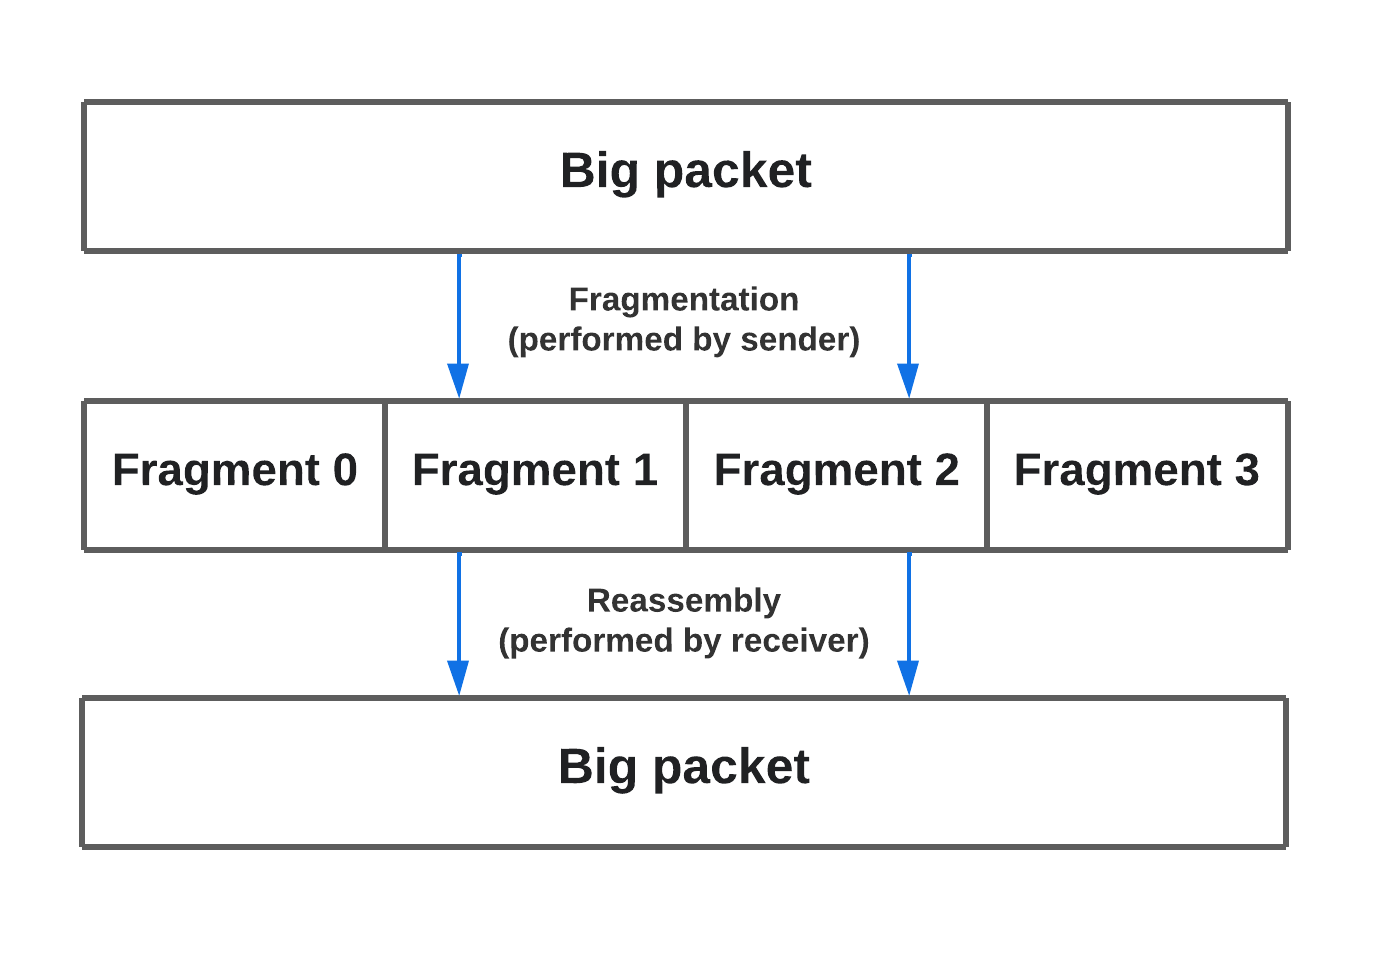 Big packet
Fragmentation
(performed by sender)
Fragment 0
Fragment 1
Fragment 2
Fragment 3
Reassembly
(performed by receiver)
Big packet